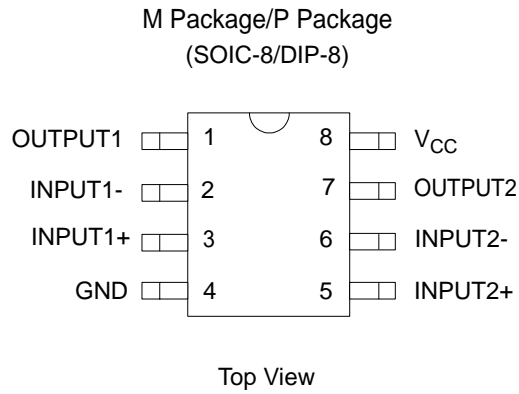 M Package/P Package
(SOIC-8/DIP-8)
OUTPUT1 1 8 VCC
INPUT1- 2 7 OUTPUT2
INPUT1+ 3 6 INPUT2-
GND 4 5 INPUT2+
Top View